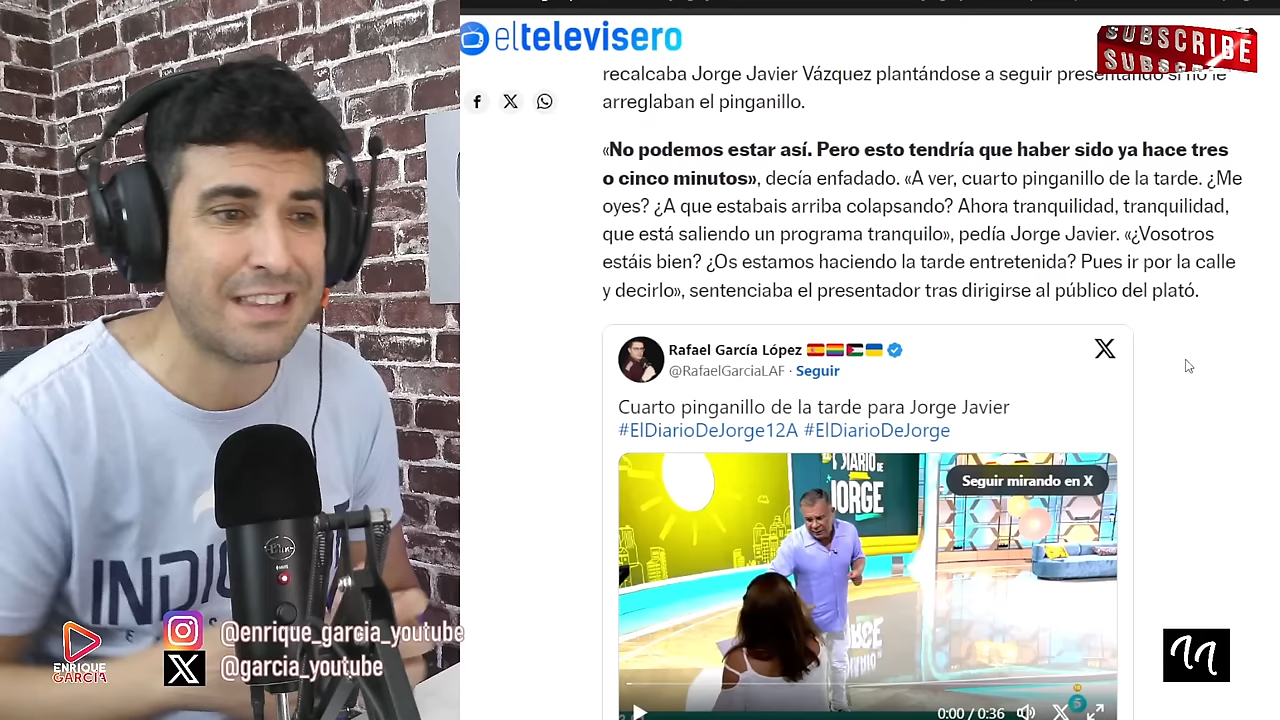 eltelevisero
SUBSCRIBE
SUBSCRIBE
recalcaba Jorge Javier Vázquez plantándose a seguir presentando si no le
arreglaban el pinganillo.
«No podemos estar así. Pero esto tendría que haber sido ya hace tres
o cinco minutos», decía enfadado. «A ver, cuarto pinganillo de la tarde. ¿Me
oyes? ¿A que estabais arriba colapsando? Ahora tranquilidad, tranquilidad,
que está saliendo un programa tranquilo», pedía Jorge Javier. «¿Vosotros
estáis bien? ¿Os estamos haciendo la tarde entretenida? Pues ir por la calle
y decirlo», sentenciaba el presentador tras dirigirse al público del plató.
Rafael García López
@RafaelGarciaLAF · Seguir
Cuarto pinganillo de la tarde para Jorge Javier
#ElDiarioDeJorge12A #ElDiarioDeJorge
DIARIO DE
JORGE
Seguir mirando en X
0:00 / 0:36
INDI
ENRIQUE
GARCIA
@enrique_garcia_youtube
@garcia_youtube